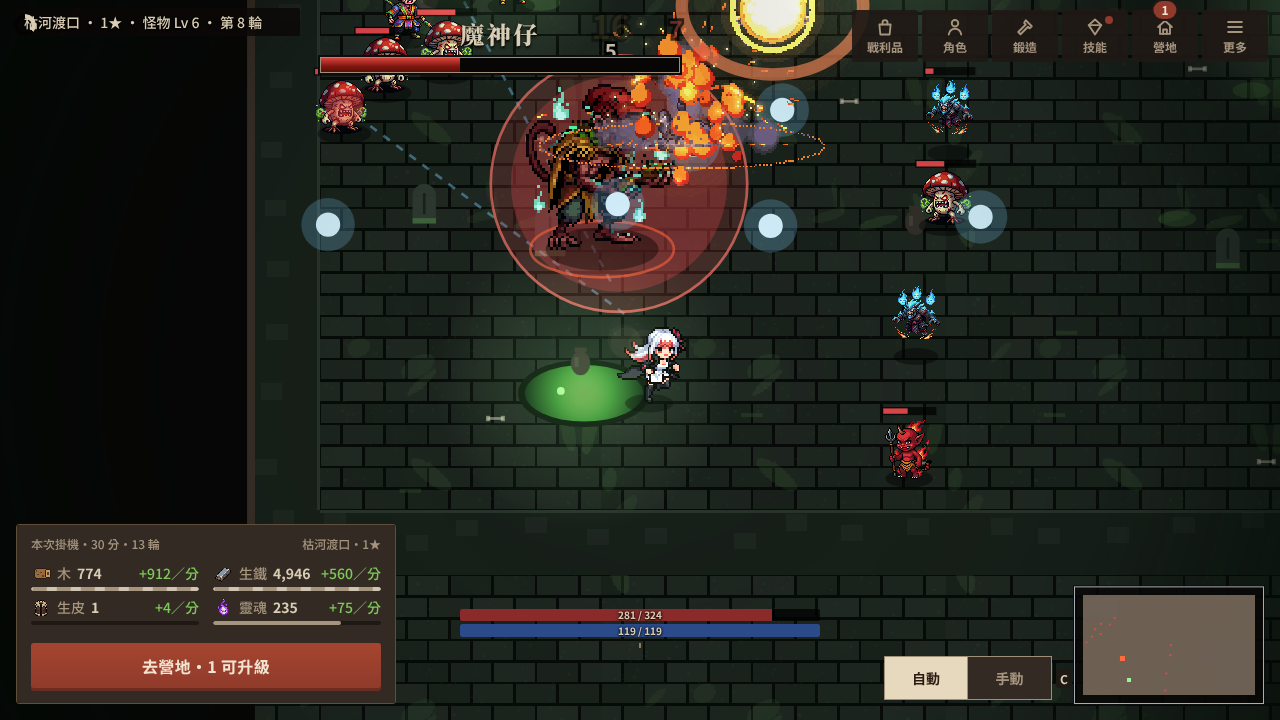 枯河渡口・1★・怪物 Lv 6・第 8 輪
魔神仔
5
1
戰利品
角色
鍛造
技能
營地
更多
本次掛機・30 分・13 輪
枯河渡口・1★
木 774 +912／分
生鐵 4,946 +560／分
生皮 1 +4／分
靈魂 235 +75／分
去營地・1 可升級
281 / 324
119 / 119
自動
手動
C